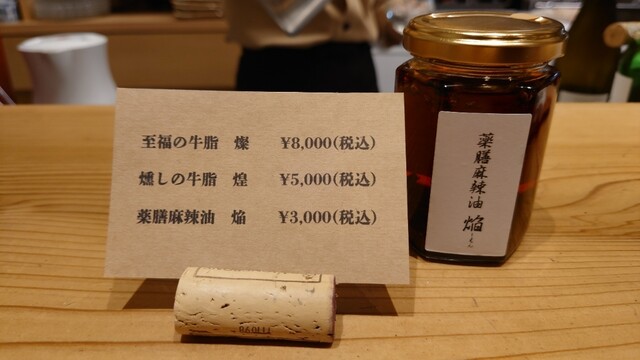 至福の牛脂 燦 ¥8,000(税込)
燻しの牛脂 煌 ¥5,000(税込)
薬膳麻辣油 焔 ¥3,000(税込)
薬膳麻辣油 焔